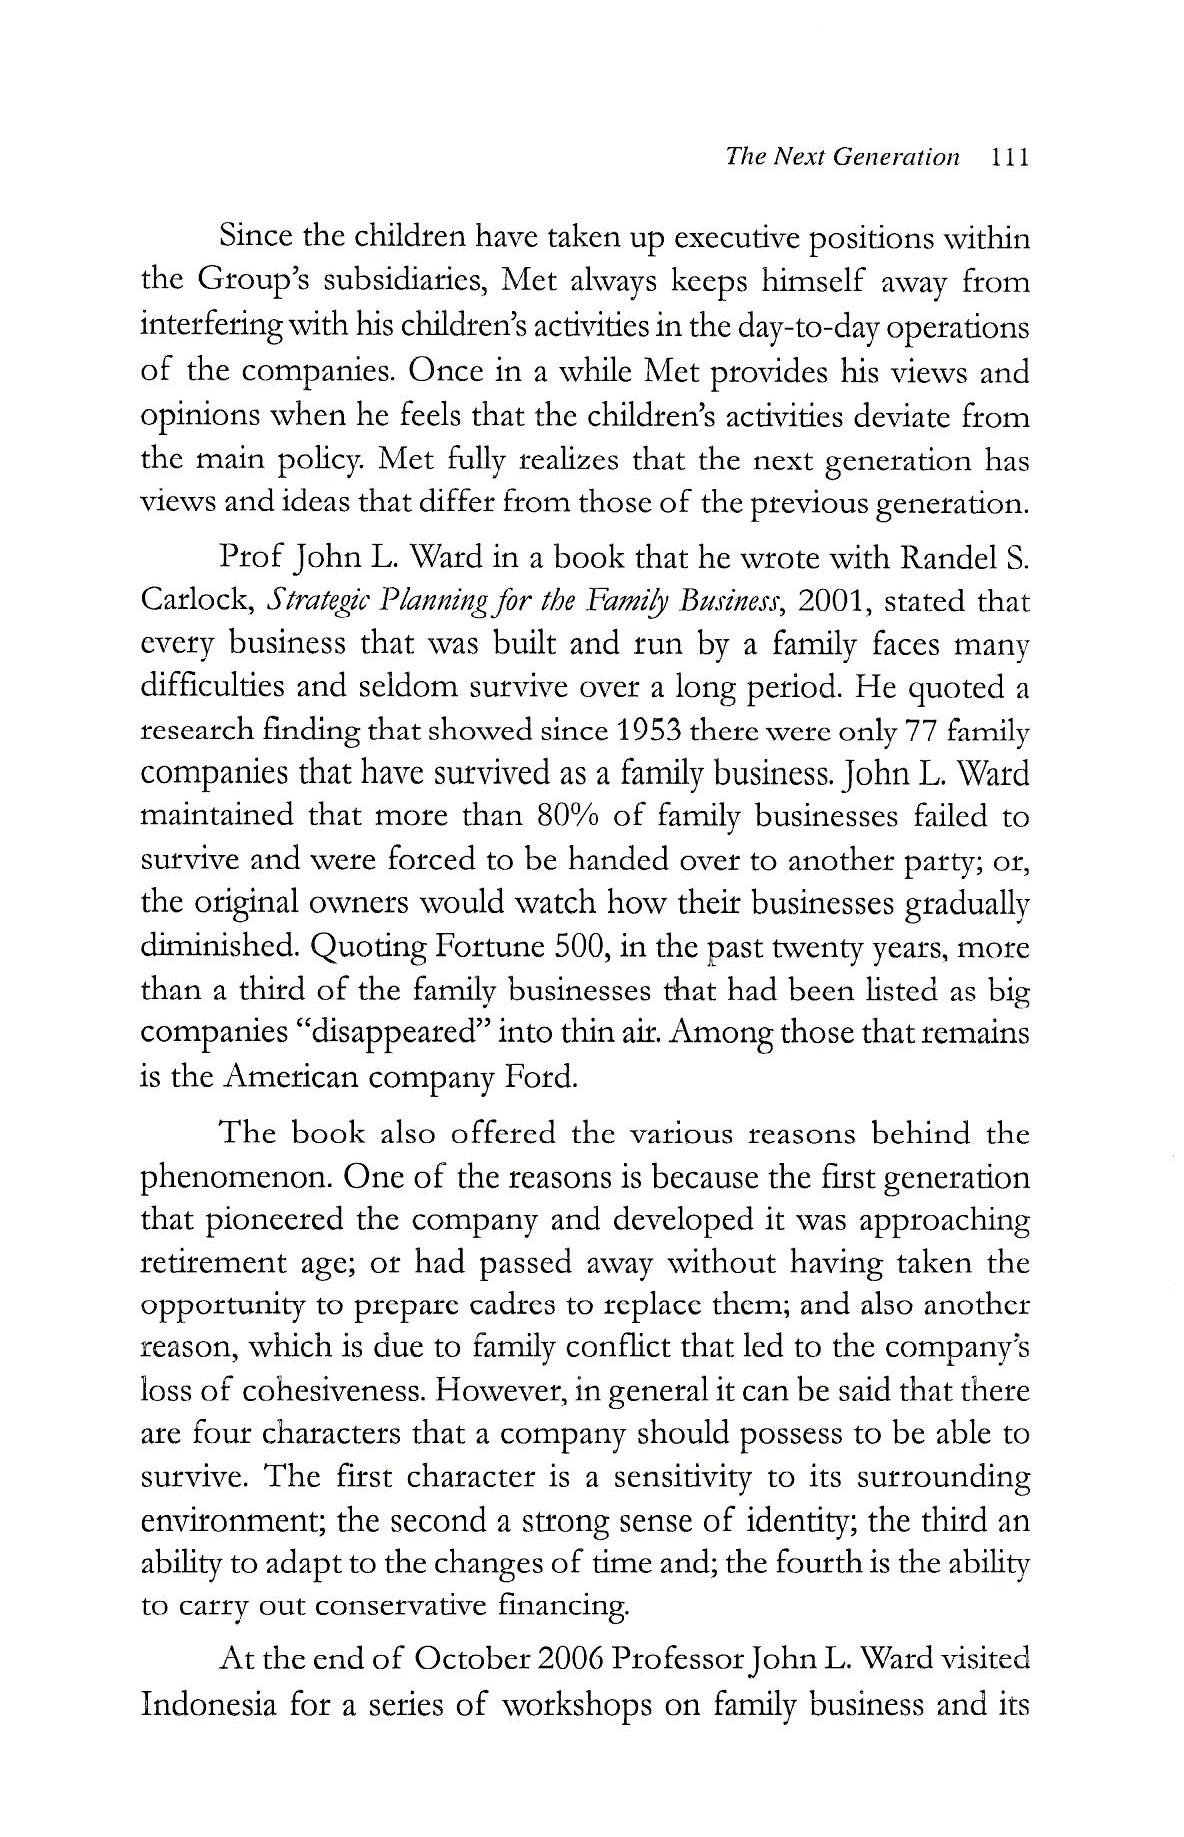 The Next Generation 111
Since the children have taken up executive positions within
the Group's subsidiaries, Met always keeps himself away from
interfering with his children's activities in the day-to-day operations
of the companies. Once in a while Met provides his views and
opinions when he feels that the children's activities deviate from
the main policy. Met fully realizes that the next generation has
views and ideas that differ from those of the previous generation.
Prof John L. Ward in a book that he wrote with Randel S.
Carlock, Strategic Planning for the Family Business, 2001, stated that
every business that was built and run by a family faces many
difficulties and seldom survive over a long period. He quoted a
research finding that showed since 1953 there were only 77 family
companies that have survived as a family business. John L. Ward
maintained that more than 80% of family businesses failed to
survive and were forced to be handed over to another party; or,
the original owners would watch how their businesses gradually
diminished. Quoting Fortune 500, in the past twenty years, more
than a third of the family businesses that had been listed as big
companies “disappeared” into thin air. Among those that remains
is the American company Ford.
The book also offered the various reasons behind the
phenomenon. One of the reasons is because the first generation
that pioneered the company and developed it was approaching
retirement age; or had passed away without having taken the
opportunity to prepare cadres to replace them; and also another
reason, which is due to family conflict that led to the company's
loss of cohesiveness. However, in general it can be said that there
are four characters that a company should possess to be able to
survive. The first character is a sensitivity to its surrounding
environment; the second a strong sense of identity; the third an
ability to adapt to the changes of time and; the fourth is the ability
to carry out conservative financing.
At the end of October 2006 Professor John L. Ward visited
Indonesia for a series of workshops on family business and its